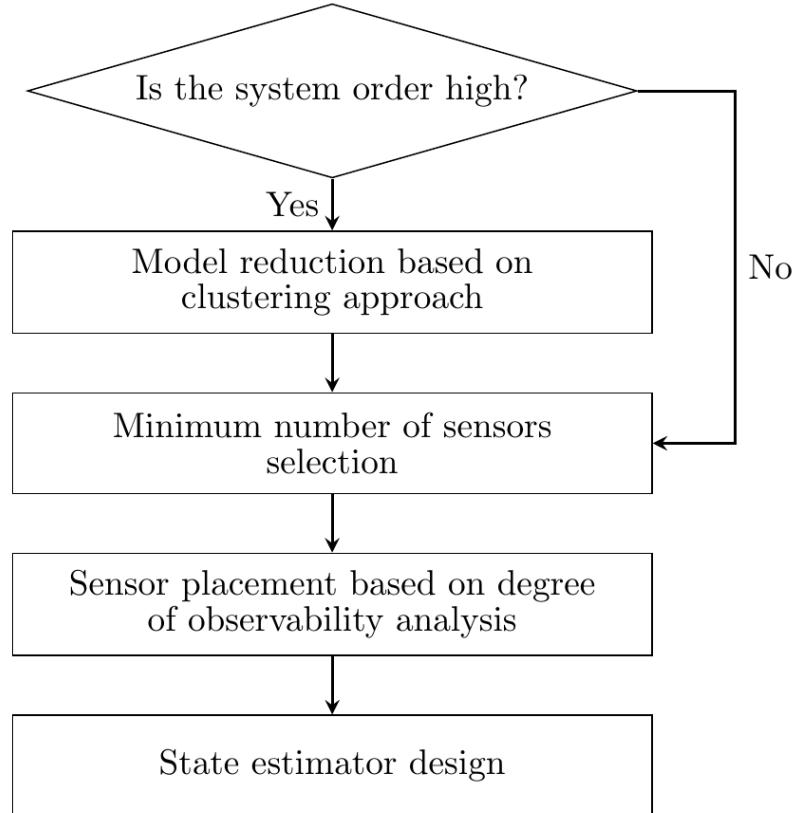 Is the system order high?
Yes
Model reduction based on
clustering approach
No
Minimum number of sensors
selection
Sensor placement based on degree
of observability analysis
State estimator design